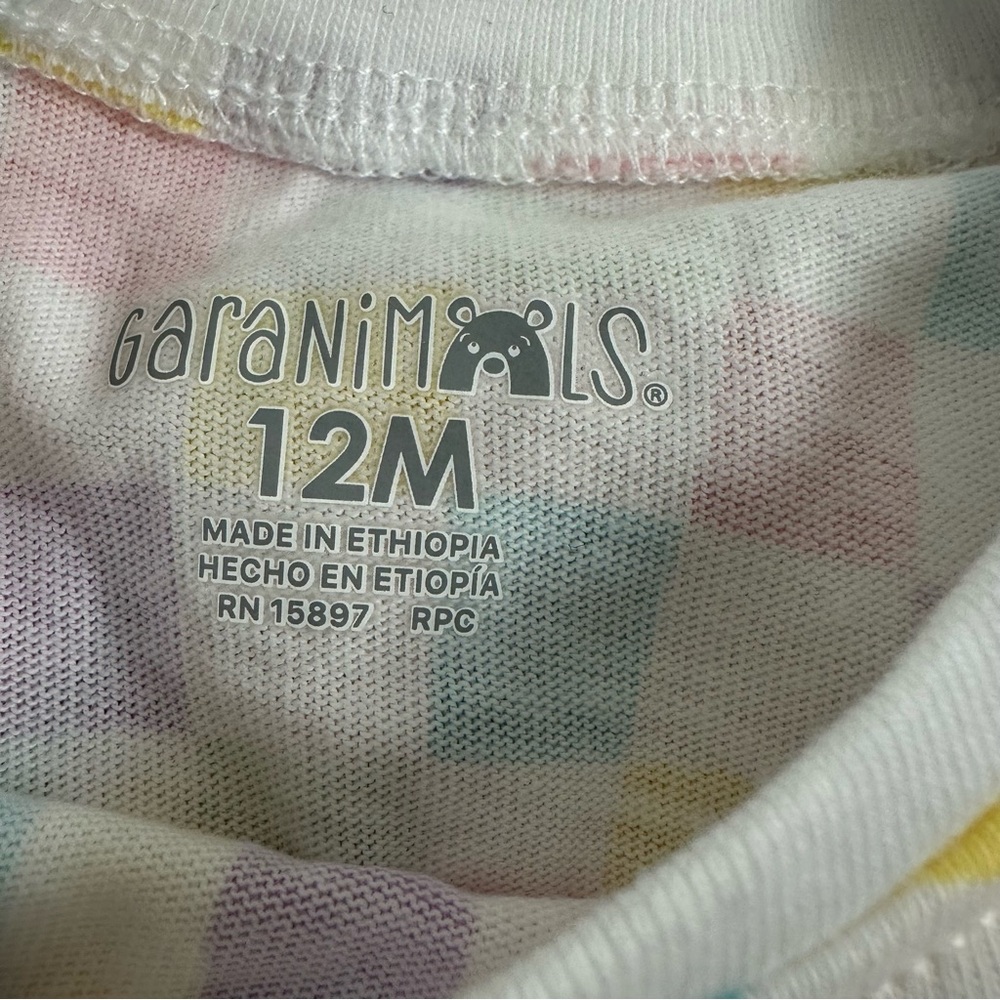 GaraNiMALS®
12M
MADE IN ETHIOPIA
HECHO EN ETIOPÍA
RN 15897 RPC